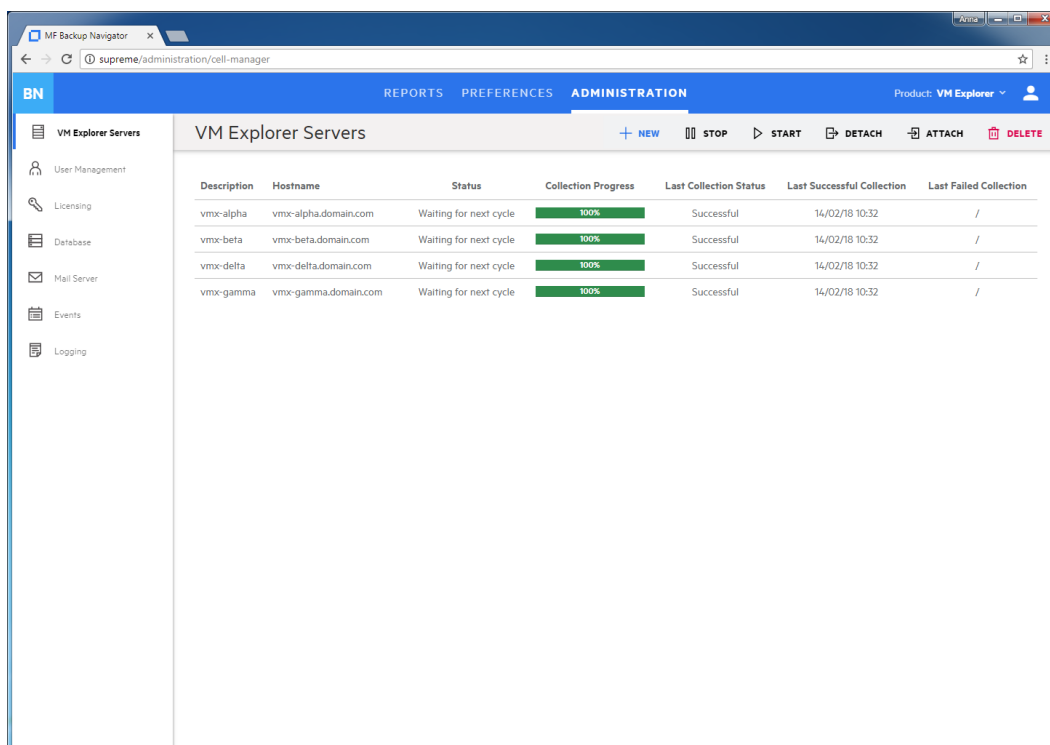 Anna
MF Backup Navigator
supreme/administration/cell-manager
BN REPORTS PREFERENCES ADMINISTRATION Product: VM Explorer
VM Explorer Servers
User Management
Licensing
Database
Mail Server
Events
Logging
VM Explorer Servers NEW STOP START DETACH ATTACH DELETE
Description Hostname Status Collection Progress Last Collection Status Last Successful Collection Last Failed Collection
vmx-alpha vmx-alpha.domain.com Waiting for next cycle 100% Successful 14/02/18 10:32 /
vmx-beta vmx-beta.domain.com Waiting for next cycle 100% Successful 14/02/18 10:32 /
vmx-delta vmx-delta.domain.com Waiting for next cycle 100% Successful 14/02/18 10:32 /
vmx-gamma vmx-gamma.domain.com Waiting for next cycle 100% Successful 14/02/18 10:32 /